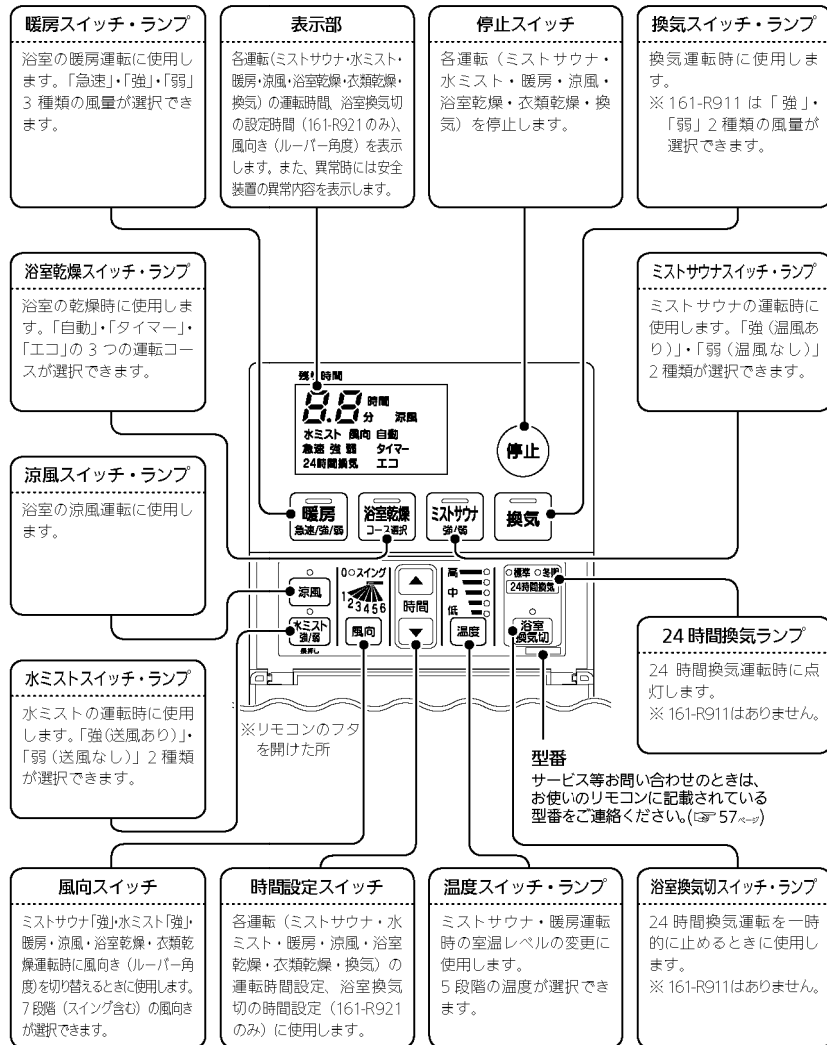 暖房スイッチ・ランプ
浴室の暖房運転に使用し
ます。「急速」・「強」・「弱」
3 種類の風量が選択でき
ます。
表示部
各運転(ミストサウナ・水ミスト・
暖房・涼風・浴室乾燥・衣類乾燥・
換気)の運転時間、浴室換気切
の設定時間 (161-R921 のみ)、
風向き (ルーバー角度) を表示
します。また、異常時には安全
装置の異常内容を表示します。
停止スイッチ
各運転（ミストサウナ・
水ミスト・暖房・涼風・
浴室乾燥・衣類乾燥・換
気）を停止します。
換気スイッチ・ランプ
換気運転時に使用しま
す。
※ 161-R911 は「強」・
「弱」2 種類の風量が
選択できます。
浴室乾燥スイッチ・ランプ
浴室の乾燥時に使用しま
す。「自動」・「タイマー」・
「エコ」の 3 つの運転コー
スが選択できます。
ミストサウナスイッチ・ランプ
ミストサウナの運転時に
使用します。「強 (温風あ
り)」・「弱 (温風なし)」
2 種類が選択できます。
残り時間
8.8 時間
分 涼風
水ミスト 風向 自動
急速 強 弱 タイマー
24時間換気 エコ
停止
暖房
急速/強/弱
浴室乾燥
コース選択
ミストサウナ
強/弱
換気
涼風スイッチ・ランプ
浴室の涼風運転に使用し
ます。
涼風
0○スイング
123456
時間
高
中
低
○標準 ○冬期
24時間換気
水ミスト
強/弱
長押し
風向
温度
浴室
換気切
24 時間換気ランプ
24 時間換気運転時に点
灯します。
※ 161-R911はありません。
水ミストスイッチ・ランプ
水ミストの運転時に使用
します。「強(送風あり)」・
「弱 (送風なし)」2 種類
が選択できます。
※リモコンのフタ
を開けた所
型番
サービス等お問い合わせのときは、
お使いのリモコンに記載されている
型番をご連絡ください。(☞ 57ページ)
風向スイッチ
ミストサウナ「強」・水ミスト「強」・
暖房・涼風・浴室乾燥・衣類乾
燥運転時に風向き (ルーバー角
度)を切り替えるときに使用します。
7 段階 (スイング含む) の風向き
が選択できます。
時間設定スイッチ
各運転（ミストサウナ・水
ミスト・暖房・涼風・浴室
乾燥・衣類乾燥・換気）の
運転時間設定、浴室換気
切の時間設定（161-R921
のみ）に使用します。
温度スイッチ・ランプ
ミストサウナ・暖房運転
時の室温レベルの変更に
使用します。
5 段階の温度が選択でき
ます。
浴室換気切スイッチ・ランプ
24 時間換気運転を一時
的に止めるときに使用し
ます。
※ 161-R911はありません。